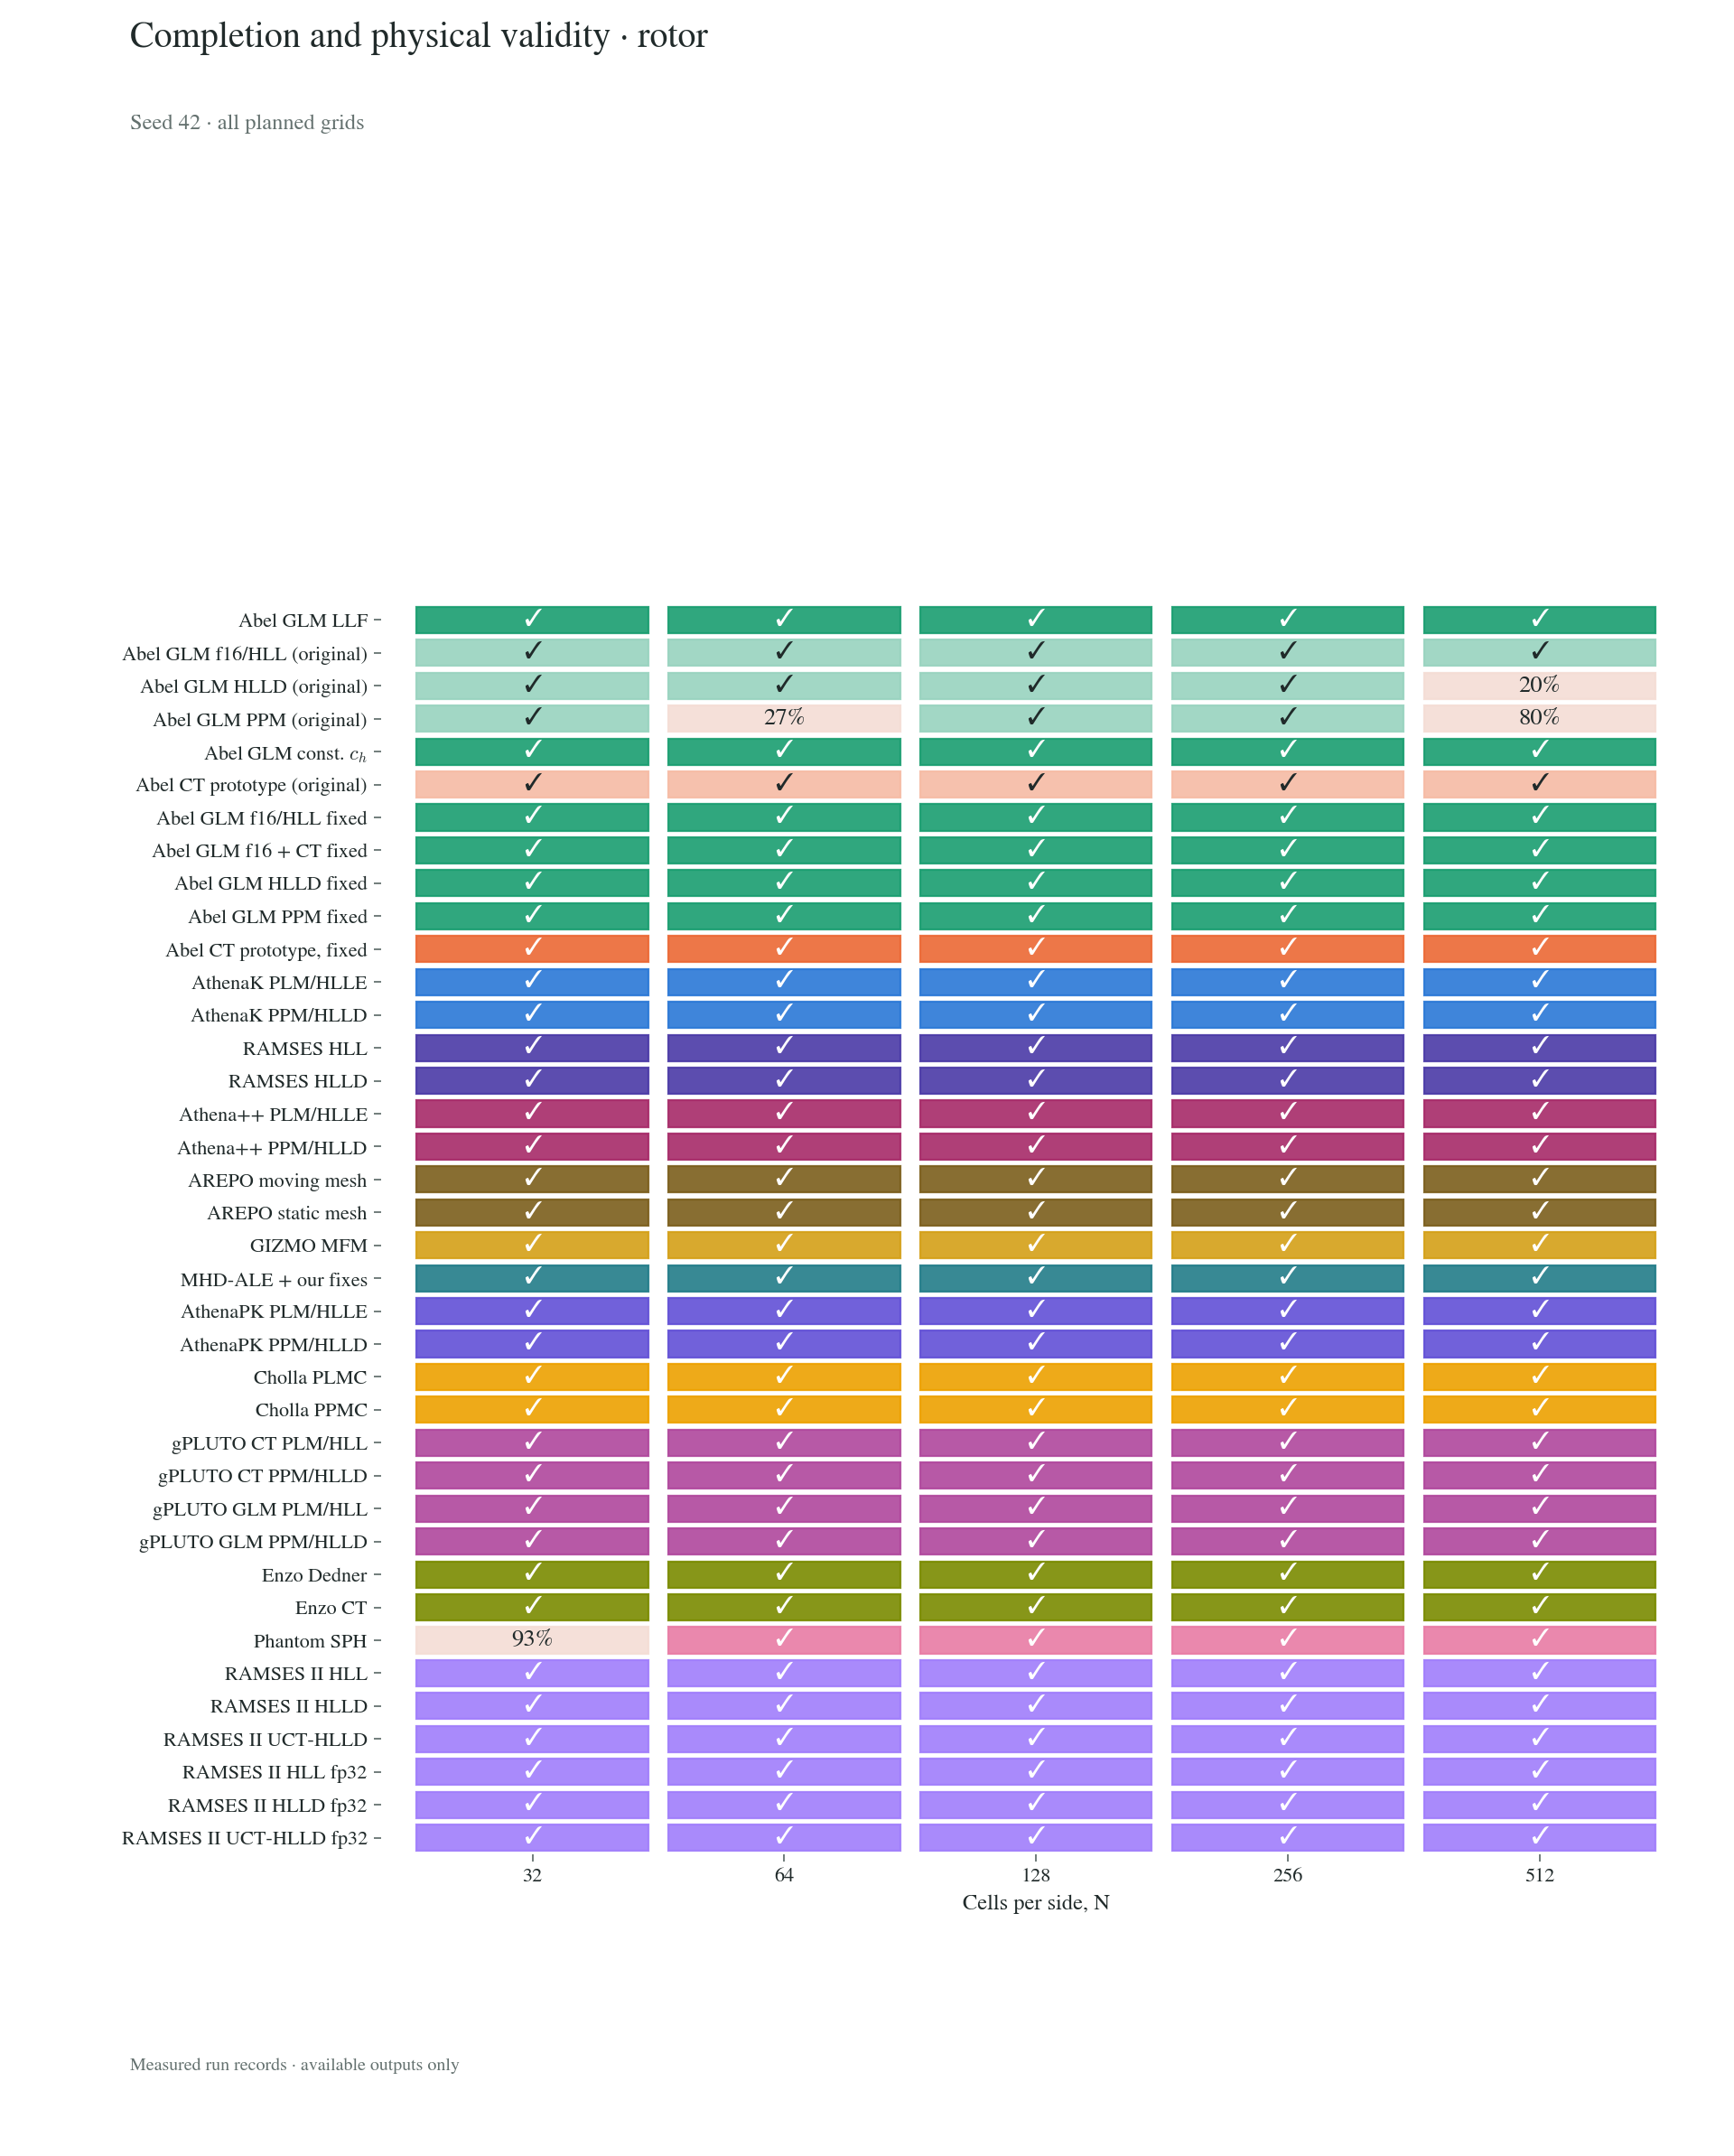 Completion and physical validity · rotor
Seed 42 · all planned grids
Abel GLM LLF ✓ ✓ ✓ ✓ ✓
Abel GLM f16/HLL (original) ✓ ✓ ✓ ✓ ✓
Abel GLM HLLD (original) ✓ ✓ ✓ ✓ 20%
Abel GLM PPM (original) ✓ 27% ✓ ✓ 80%
Abel GLM const. c_h ✓ ✓ ✓ ✓ ✓
Abel CT prototype (original) ✓ ✓ ✓ ✓ ✓
Abel GLM f16/HLL fixed ✓ ✓ ✓ ✓ ✓
Abel GLM f16 + CT fixed ✓ ✓ ✓ ✓ ✓
Abel GLM HLLD fixed ✓ ✓ ✓ ✓ ✓
Abel GLM PPM fixed ✓ ✓ ✓ ✓ ✓
Abel CT prototype, fixed ✓ ✓ ✓ ✓ ✓
AthenaK PLM/HLLE ✓ ✓ ✓ ✓ ✓
AthenaK PPM/HLLD ✓ ✓ ✓ ✓ ✓
RAMSES HLL ✓ ✓ ✓ ✓ ✓
RAMSES HLLD ✓ ✓ ✓ ✓ ✓
Athena++ PLM/HLLE ✓ ✓ ✓ ✓ ✓
Athena++ PPM/HLLD ✓ ✓ ✓ ✓ ✓
AREPO moving mesh ✓ ✓ ✓ ✓ ✓
AREPO static mesh ✓ ✓ ✓ ✓ ✓
GIZMO MFM ✓ ✓ ✓ ✓ ✓
MHD-ALE + our fixes ✓ ✓ ✓ ✓ ✓
AthenaPK PLM/HLLE ✓ ✓ ✓ ✓ ✓
AthenaPK PPM/HLLD ✓ ✓ ✓ ✓ ✓
Cholla PLMC ✓ ✓ ✓ ✓ ✓
Cholla PPMC ✓ ✓ ✓ ✓ ✓
gPLUTO CT PLM/HLL ✓ ✓ ✓ ✓ ✓
gPLUTO CT PPM/HLLD ✓ ✓ ✓ ✓ ✓
gPLUTO GLM PLM/HLL ✓ ✓ ✓ ✓ ✓
gPLUTO GLM PPM/HLLD ✓ ✓ ✓ ✓ ✓
Enzo Dedner ✓ ✓ ✓ ✓ ✓
Enzo CT ✓ ✓ ✓ ✓ ✓
Phantom SPH 93% ✓ ✓ ✓ ✓
RAMSES II HLL ✓ ✓ ✓ ✓ ✓
RAMSES II HLLD ✓ ✓ ✓ ✓ ✓
RAMSES II UCT-HLLD ✓ ✓ ✓ ✓ ✓
RAMSES II HLL fp32 ✓ ✓ ✓ ✓ ✓
RAMSES II HLLD fp32 ✓ ✓ ✓ ✓ ✓
RAMSES II UCT-HLLD fp32 ✓ ✓ ✓ ✓ ✓
32 64 128 256 512
Cells per side, N
Measured run records · available outputs only